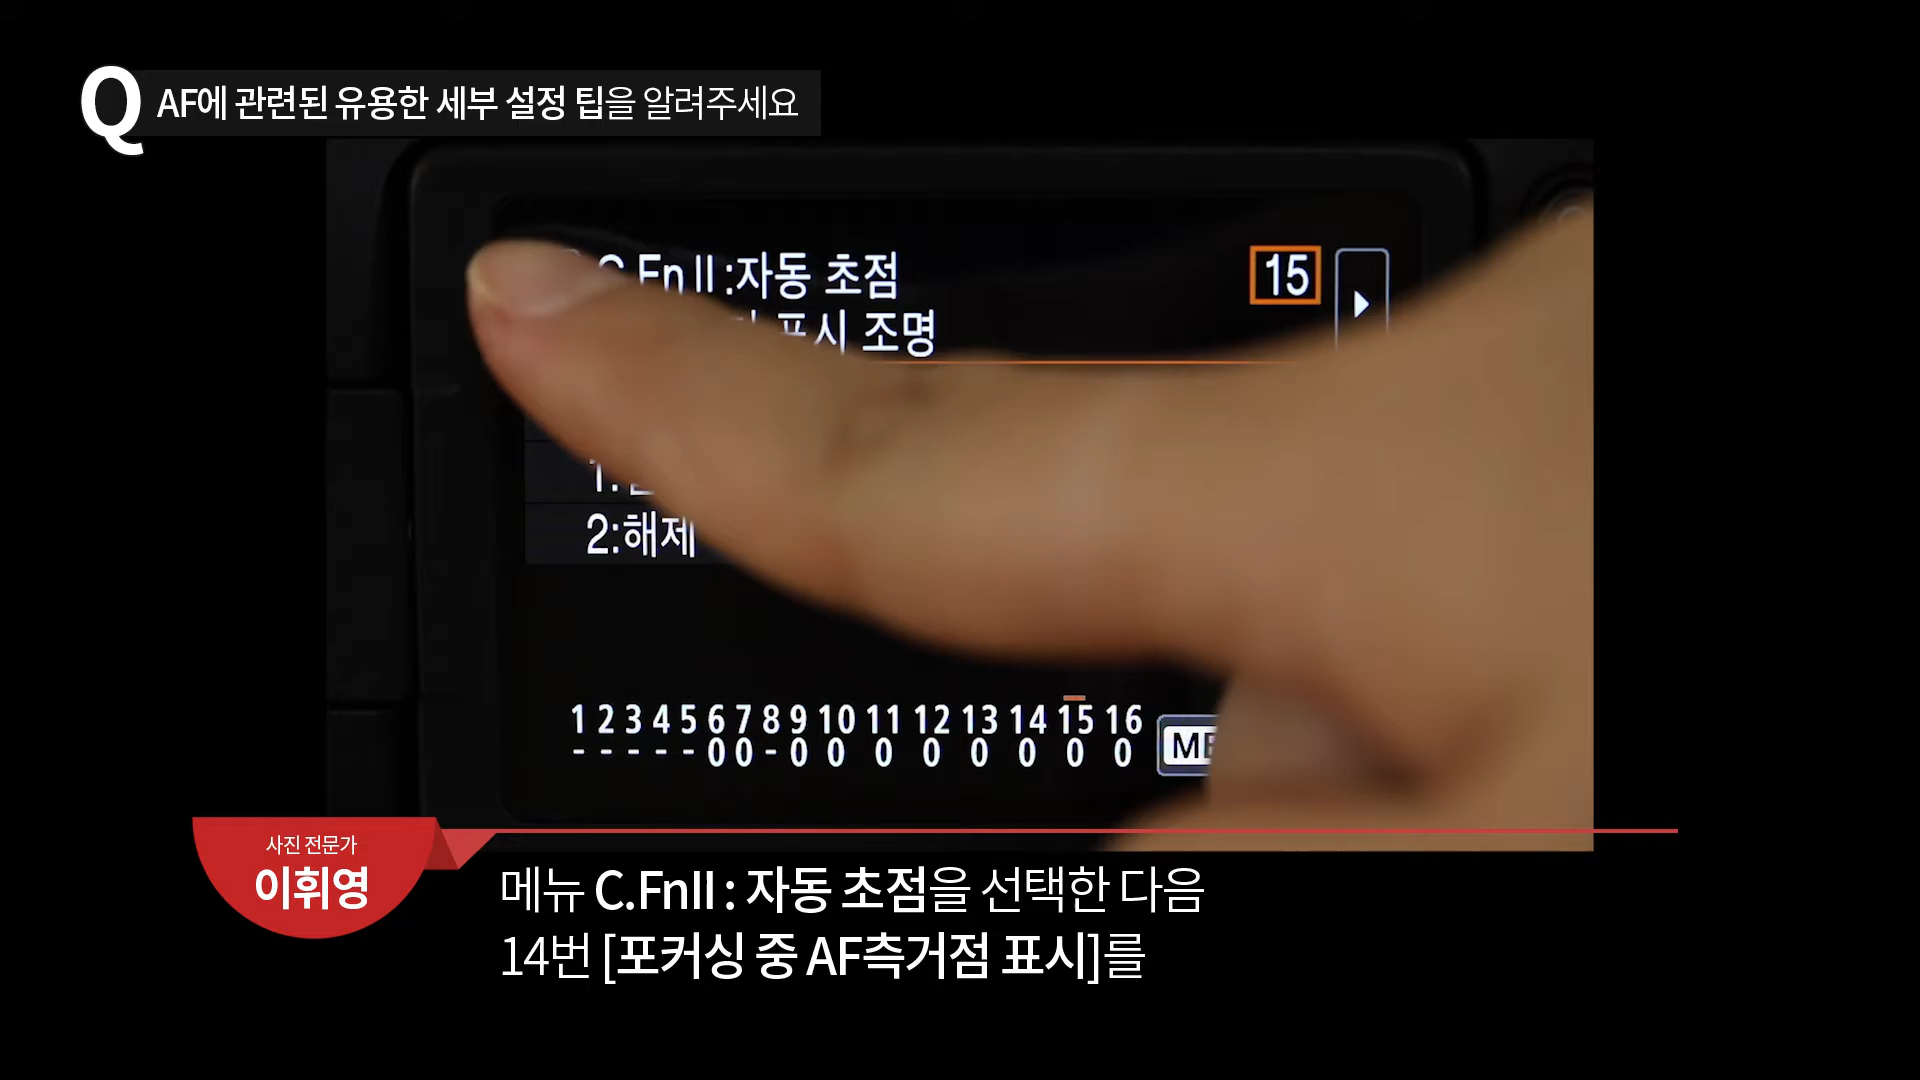 Q AF에 관련된 유용한 세부 설정 팁을 알려주세요
C.FnII :자동 초점
15
표시 조명
1:
2:해제
1 2 3 4 5 6 7 8 9 10 11 12 13 14 15 16
- - - - - 0 0 - 0 0 0 0 0 0 0 0
사진 전문가
이휘영
메뉴 C.FnII : 자동 초점을 선택한 다음
14번 [포커싱 중 AF측거점 표시]를